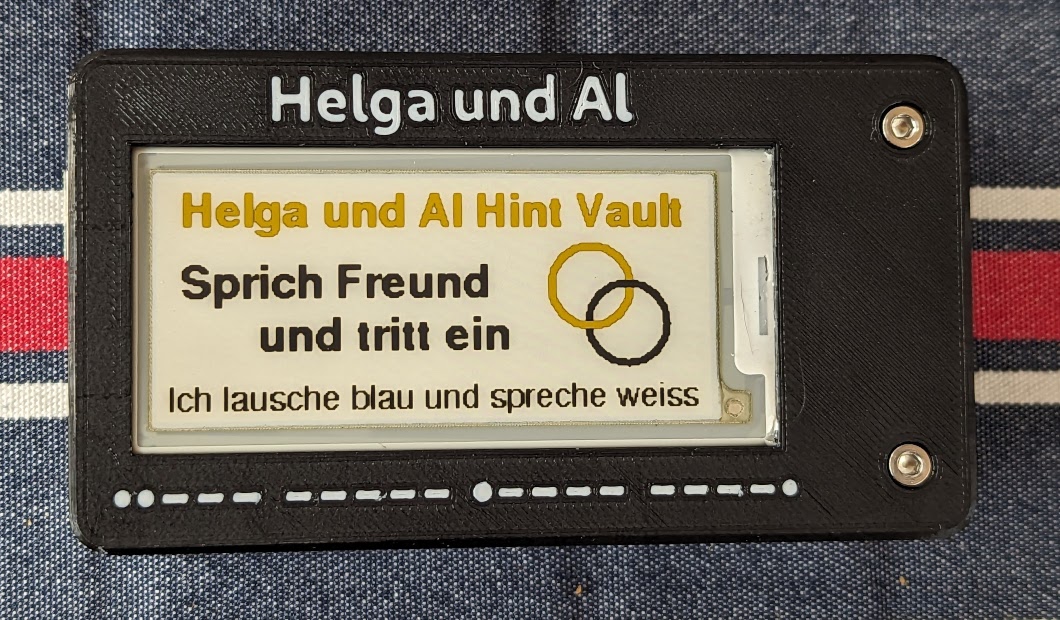 Helga und Al
Helga und Al Hint Vault
Sprich Freund
und tritt ein
Ich lausche blau und spreche weiss
••——— ————— •———— ————•